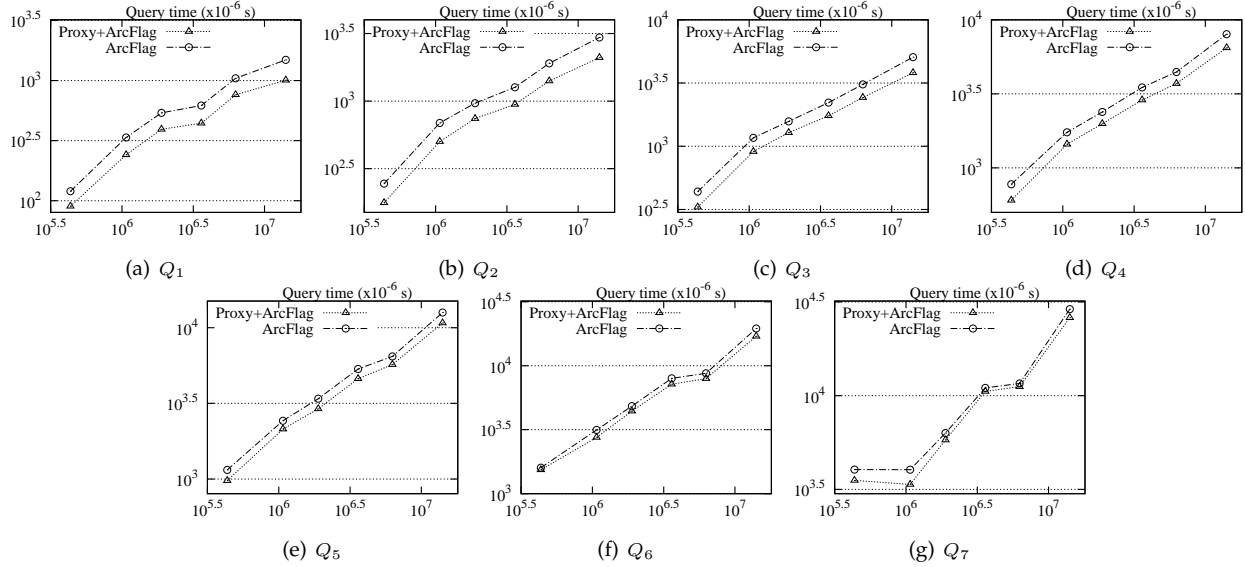 Query time (x10⁻⁶ s)
Proxy+ArcFlag
ArcFlag
10^3.5
10^3
10^2.5
10^2
10^5.5 10^6 10^6.5 10^7
(a) Q₁
Query time (x10⁻⁶ s)
Proxy+ArcFlag
ArcFlag
10^3.5
10^3
10^2.5
10^5.5 10^6 10^6.5 10^7
(b) Q₂
Query time (x10⁻⁶ s)
Proxy+ArcFlag
ArcFlag
10^4
10^3.5
10^3
10^2.5
10^5.5 10^6 10^6.5 10^7
(c) Q₃
Query time (x10⁻⁶ s)
Proxy+ArcFlag
ArcFlag
10^4
10^3.5
10^3
10^5.5 10^6 10^6.5 10^7
(d) Q₄
Query time (x10⁻⁶ s)
Proxy+ArcFlag
ArcFlag
10^4
10^3.5
10^3
10^5.5 10^6 10^6.5 10^7
(e) Q₅
Query time (x10⁻⁶ s)
Proxy+ArcFlag
ArcFlag
10^4.5
10^4
10^3.5
10^3
10^5.5 10^6 10^6.5 10^7
(f) Q₆
Query time (x10⁻⁶ s)
Proxy+ArcFlag
ArcFlag
10^4.5
10^4
10^3.5
10^5.5 10^6 10^6.5 10^7
(g) Q₇